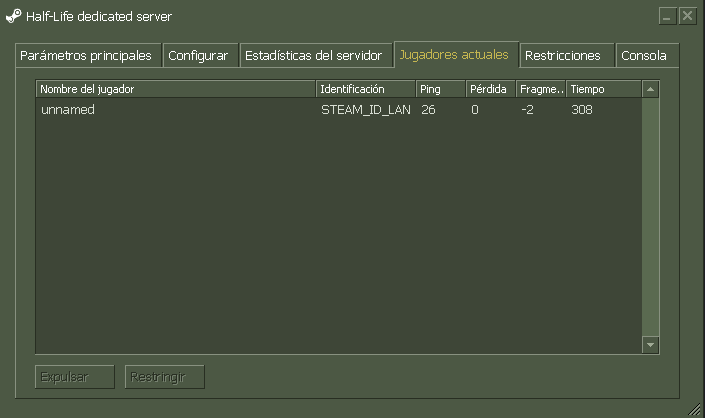 Half-Life dedicated server
Parámetros principales Configurar Estadísticas del servidor Jugadores actuales Restricciones Consola
Nombre del jugador Identificación Ping Pérdida Fragme... Tiempo
unnamed STEAM_ID_LAN 26 0 -2 308
Expulsar Restringir